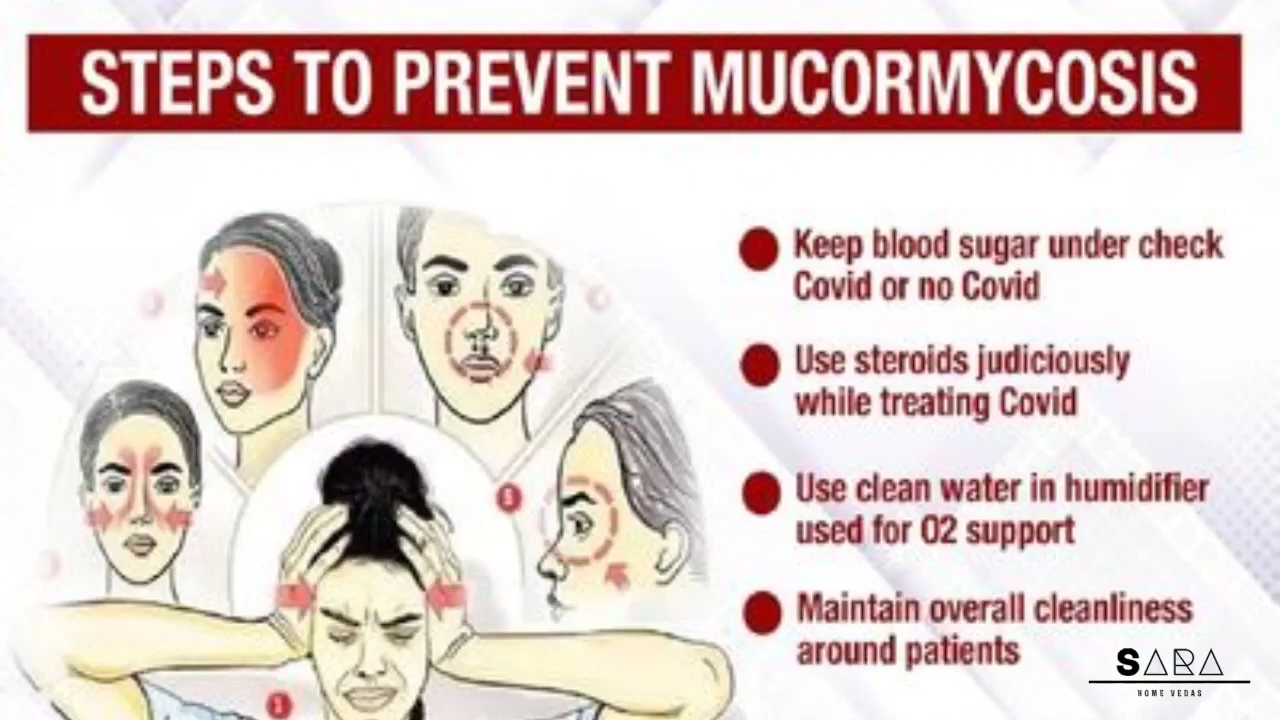 STEPS TO PREVENT MUCORMYCOSIS
Keep blood sugar under check
Covid or no Covid
Use steroids judiciously
while treating Covid
Use clean water in humidifier
used for O2 support
Maintain overall cleanliness
around patients
SARA
HOME VEDAS